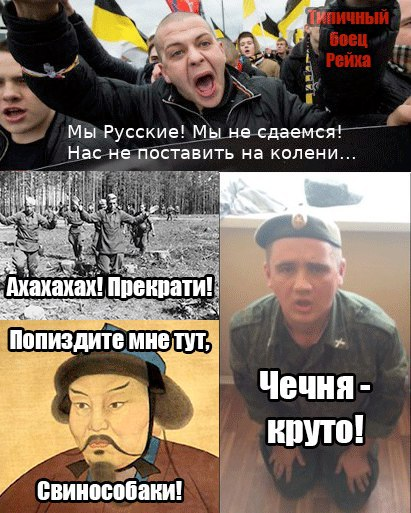 Типичный
боец
Рейха
Мы Русские! Мы не сдаемся!
Нас не поставить на колени...
Ахахахах! Прекрати!
Попиздите мне тут,
Свинособаки!
Чечня -
круто!